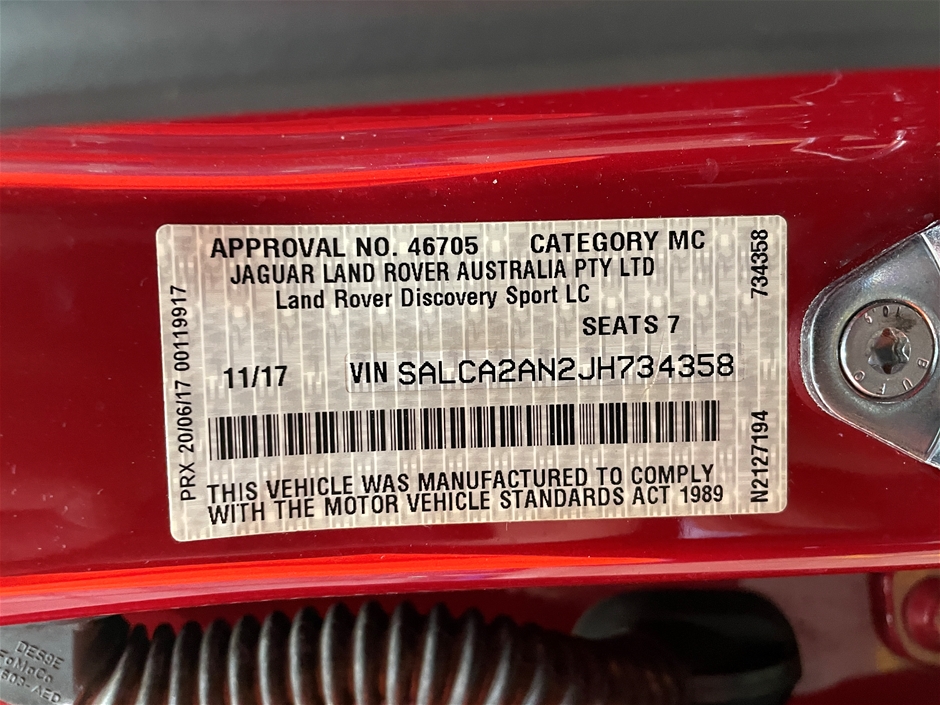 APPROVAL NO. 46705 CATEGORY MC
JAGUAR LAND ROVER AUSTRALIA PTY LTD
Land Rover Discovery Sport LC
SEATS 7
11/17 VIN SALCA2AN2JH734358
THIS VEHICLE WAS MANUFACTURED TO COMPLY
WITH THE MOTOR VEHICLE STANDARDS ACT 1989
PRX 20/06/17 00119917
734358
N2127194
BUFO
FoMoCo